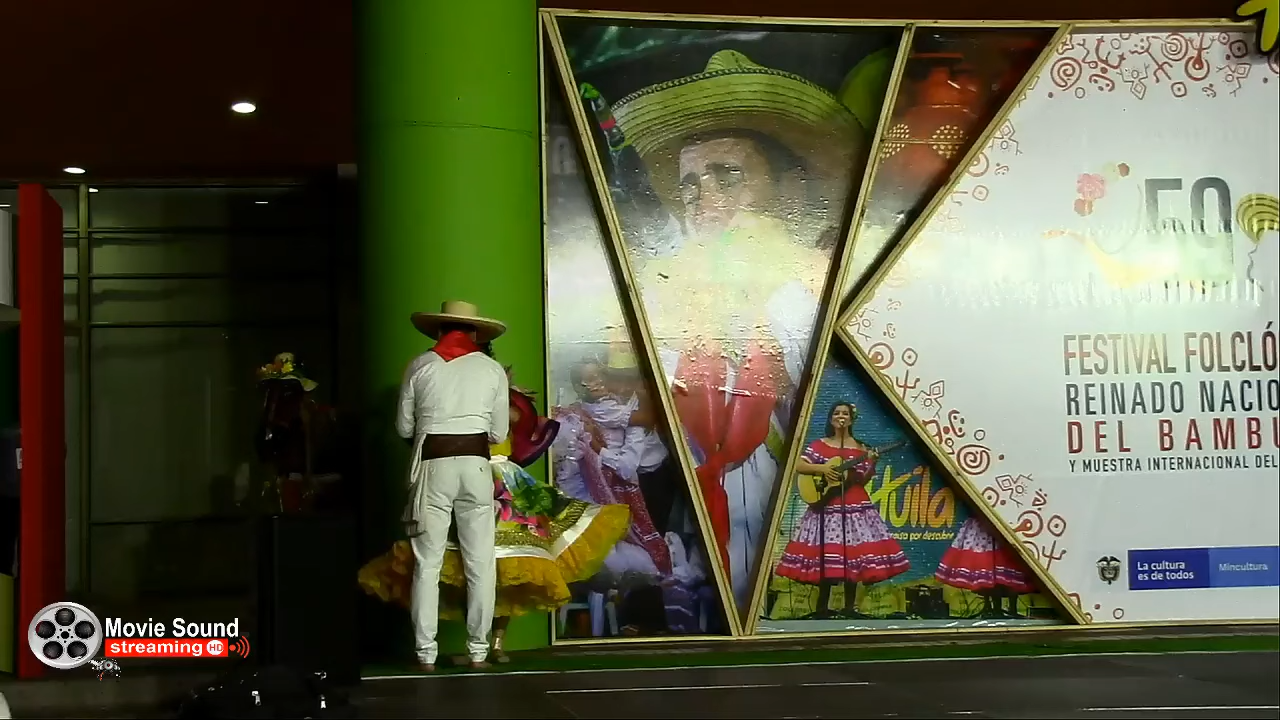 59
FESTIVAL FOLCLÓ
REINADO NACIO
DEL BAMBU
Y MUESTRA INTERNACIONAL DEL
Huila
La cultura
es de todos
Mincultura
Movie Sound
streaming HD